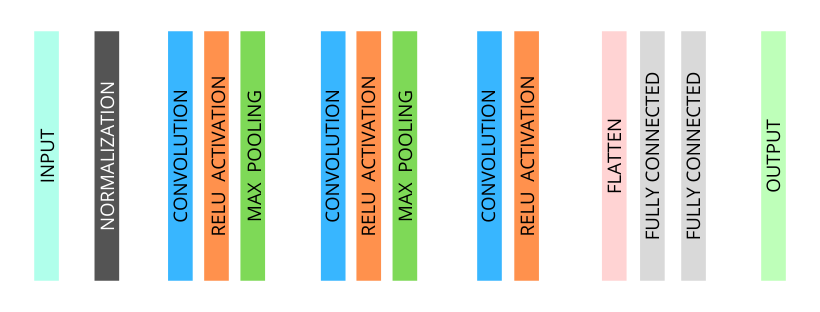 INPUT
NORMALIZATION
CONVOLUTION
RELU ACTIVATION
MAX POOLING
CONVOLUTION
RELU ACTIVATION
MAX POOLING
CONVOLUTION
RELU ACTIVATION
FLATTEN
FULLY CONNECTED
FULLY CONNECTED
OUTPUT